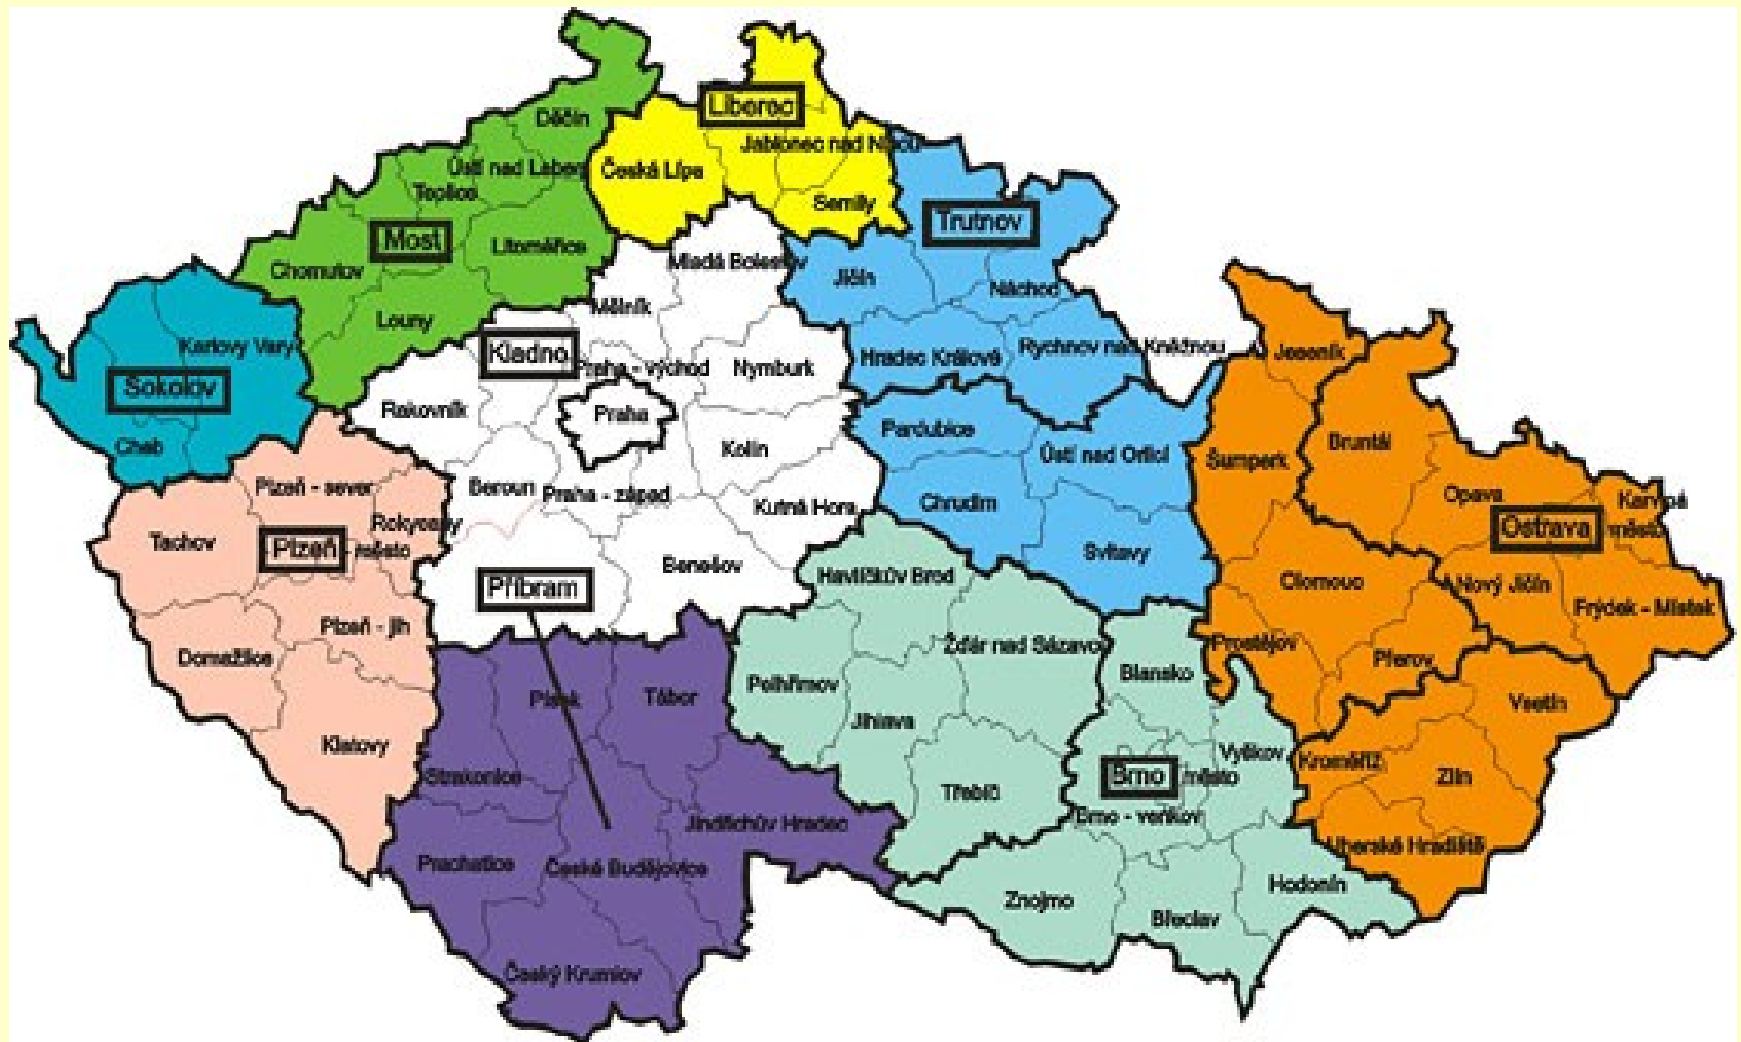 Děčín
Liberec
Jablonec nad Nisou
Ústí nad Labem
Česká Lípa
Teplice
Semily
Most
Litoměřice
Trutnov
Chomutov
Mladá Boleslav
Jičín
Náchod
Louny
Mělník
Karlovy Vary
Kladno
Praha - východ
Nymburk
Hradec Králové
Rychnov nad Kněžnou
Jeseník
Sokolov
Rakovník
Praha
Pardubice
Cheb
Kolín
Ústí nad Orlicí
Šumperk
Bruntál
Plzeň - sever
Beroun
Praha - západ
Kutná Hora
Chrudim
Opava
Karviná
Rokycany
Tachov
Plzeň
město
Ostrava
město
Příbram
Benešov
Havlíčkův Brod
Svitavy
Olomouc
Nový Jičín
Frýdek - Místek
Plzeň - jih
Domažlice
Žďár nad Sázavou
Prostějov
Přerov
Blansko
Pelhřimov
Písek
Tábor
Vsetín
Klatovy
Jihlava
Vyškov
Kroměříž
Strakonice
Brno
město
Zlín
Třebíč
Jindřichův Hradec
Brno - venkov
Uherské Hradiště
Prachatice
České Budějovice
Znojmo
Hodonín
Břeclav
Český Krumlov